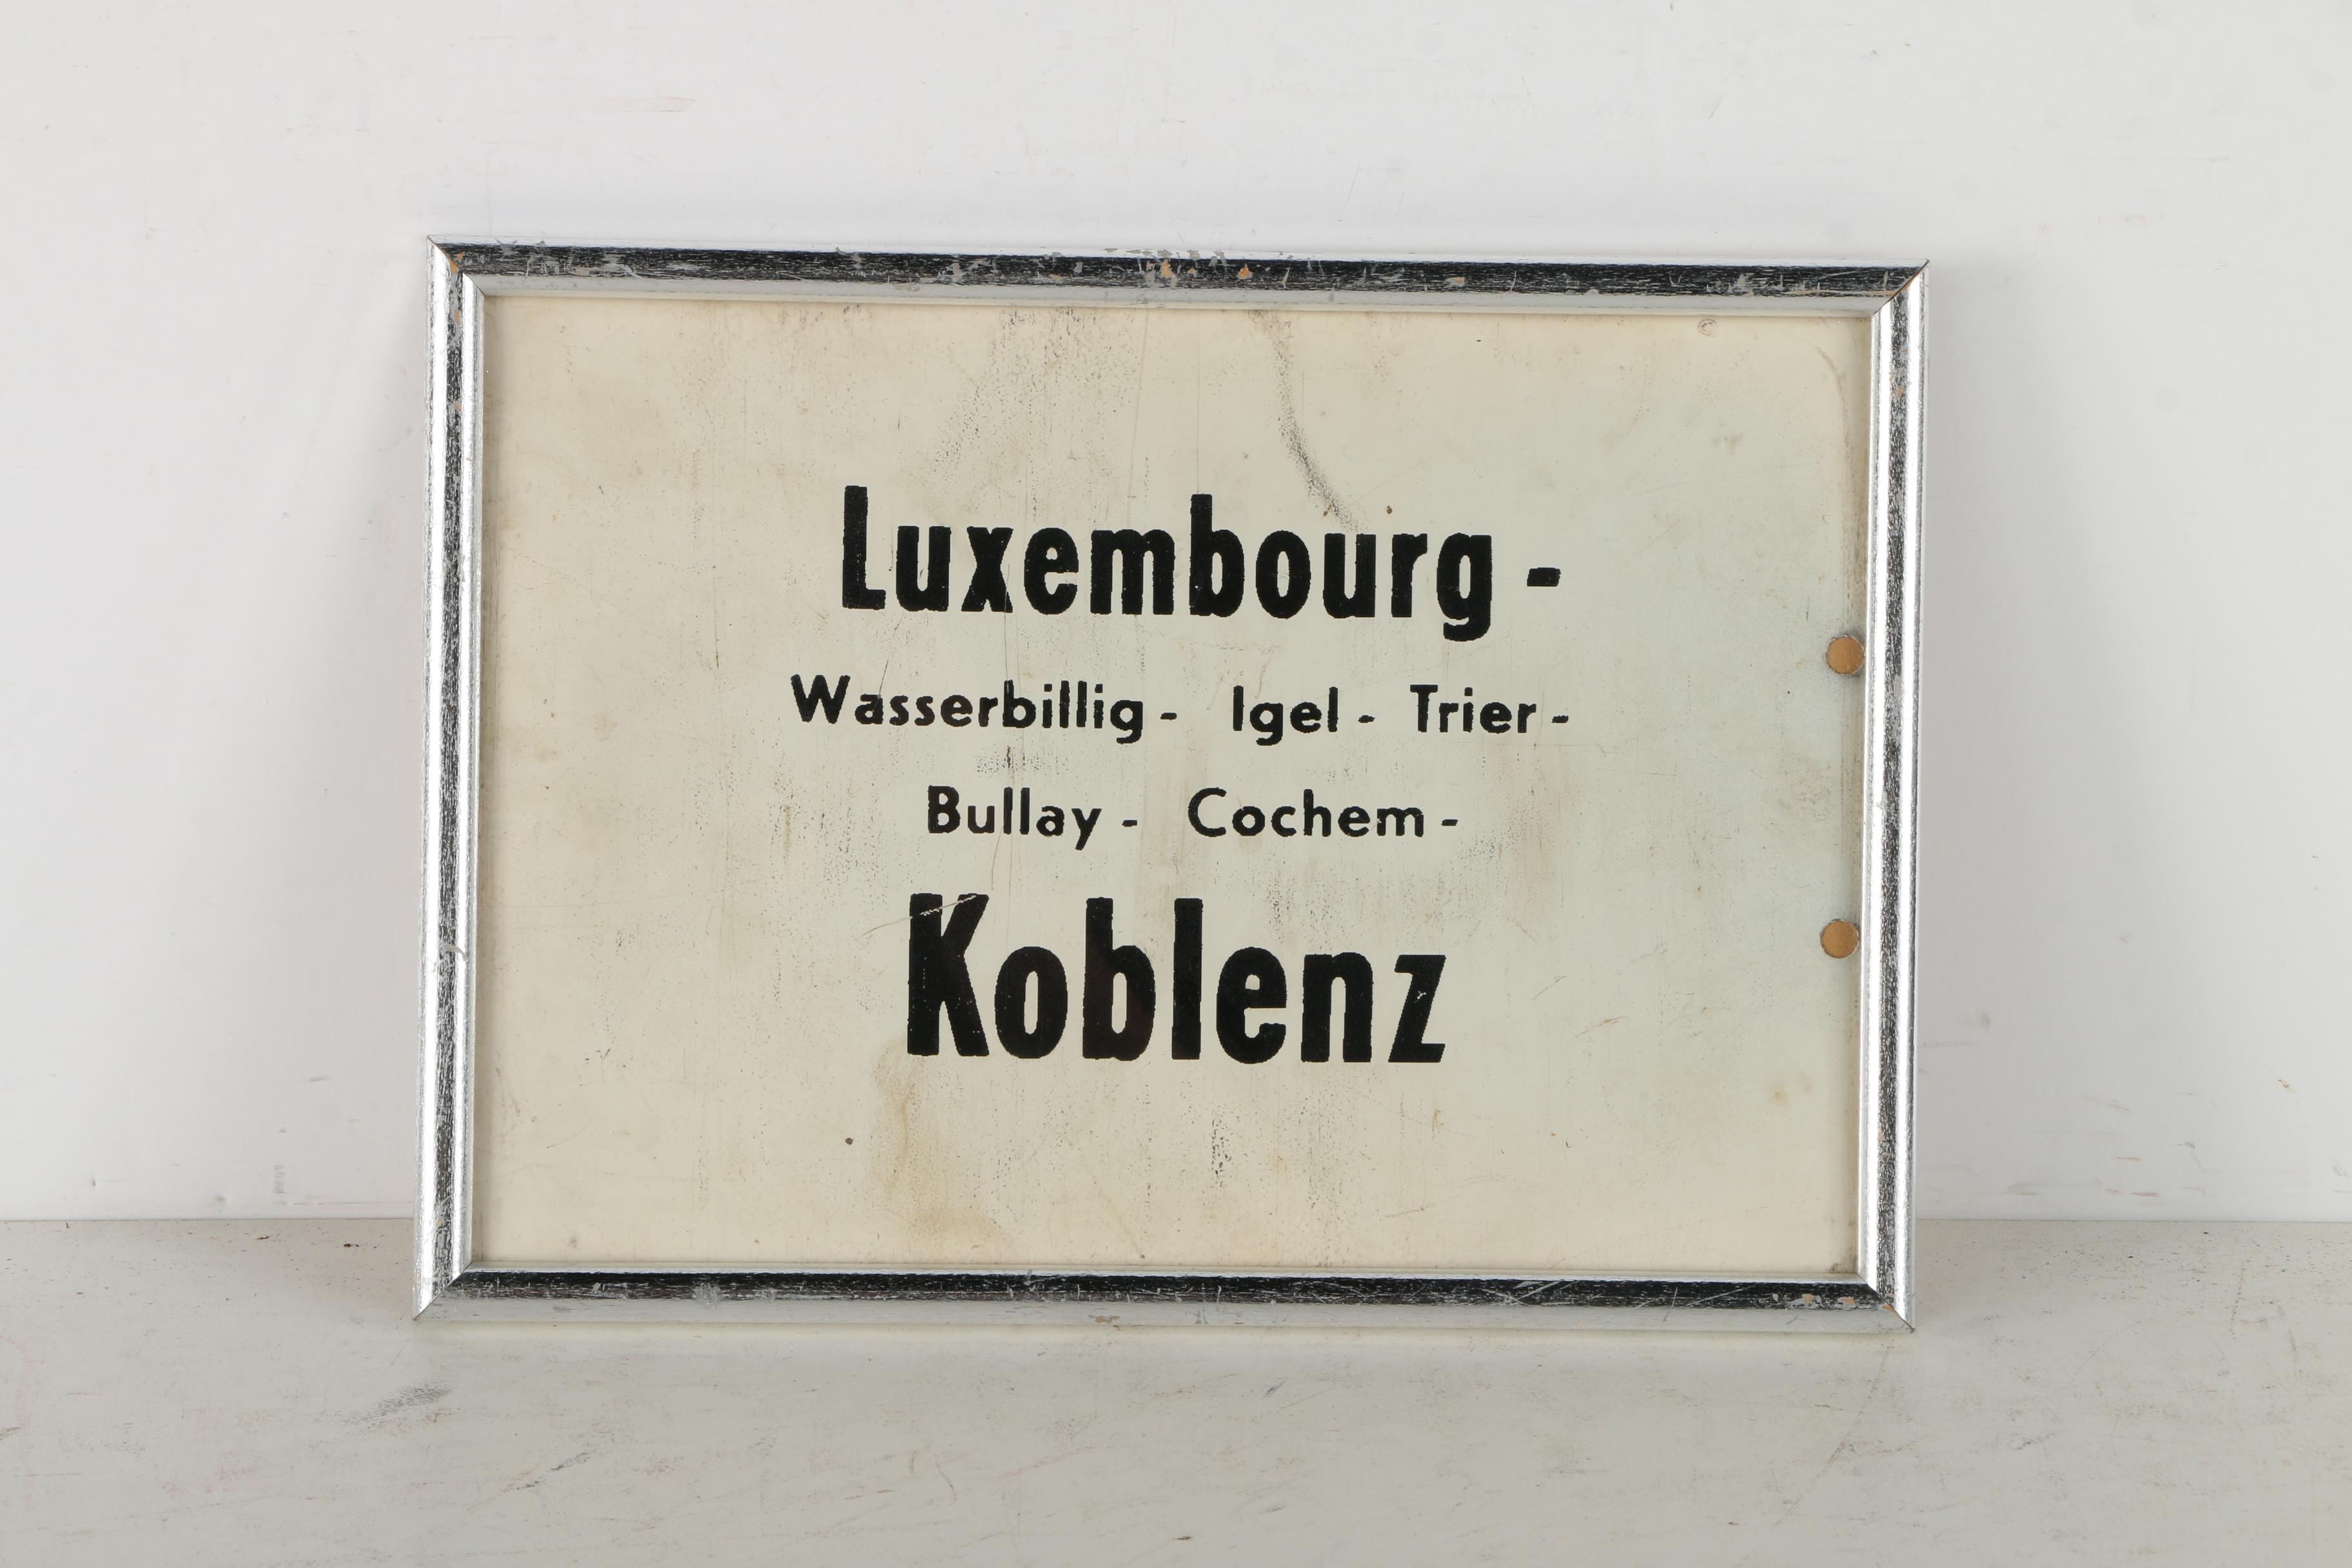 Luxembourg -
Wasserbillig - Igel - Trier -
Bullay - Cochem -
Koblenz